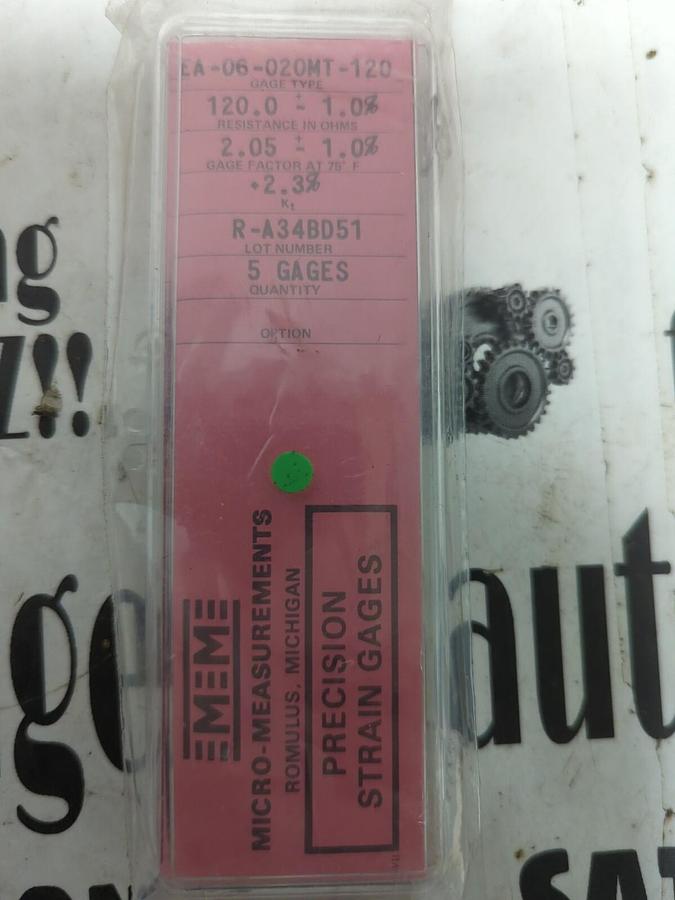 EA-06-020MT-120
GAGE TYPE
120.0 ± 1.0%
RESISTANCE IN OHMS
2.05 ± 1.0%
GAGE FACTOR AT 75° F
+2.3%
Kt
R-A34BD51
LOT NUMBER
5 GAGES
QUANTITY
OPTION
MM
MICRO-MEASUREMENTS
ROMULUS, MICHIGAN
PRECISION
STRAIN GAGES
aut